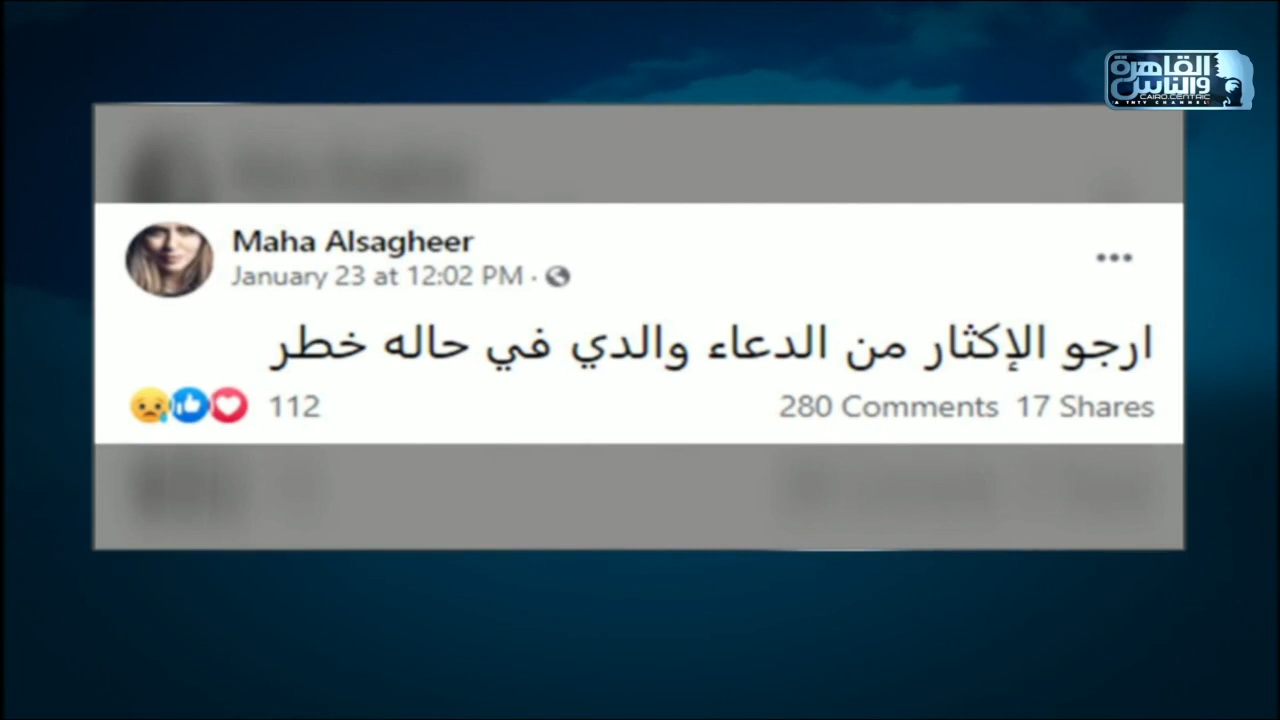 القاهرة
والناس
CAIRO.CENTRIC
A TNTV CHANNEL
Maha Alsagheer
January 23 at 12:02 PM ·
ارجو الإكثار من الدعاء والدي في حاله خطر
112
280 Comments 17 Shares